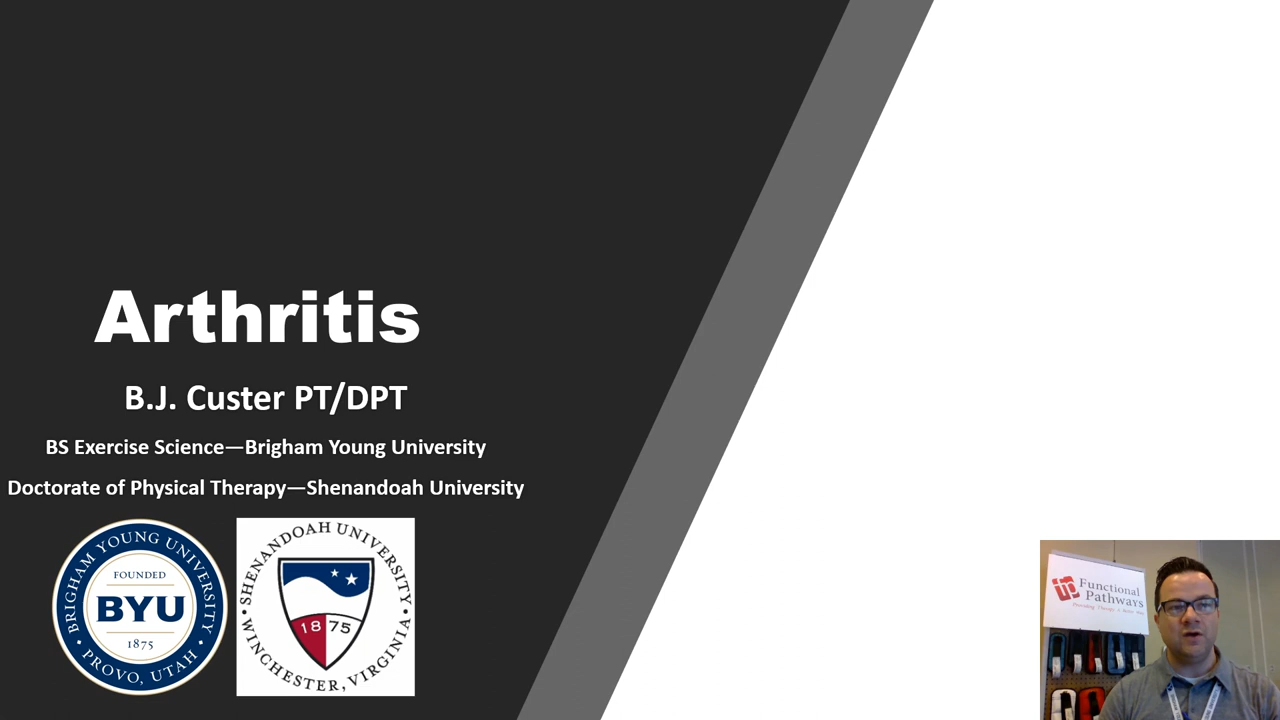 Arthritis
B.J. Custer PT/DPT
BS Exercise Science—Brigham Young University
Doctorate of Physical Therapy—Shenandoah University
BRIGHAM YOUNG UNIVERSITY
FOUNDED
BYU
1875
• PROVO, UTAH •
SHENANDOAH UNIVERSITY
18 75
• WINCHESTER, VIRGINIA •
Functional
Pathways